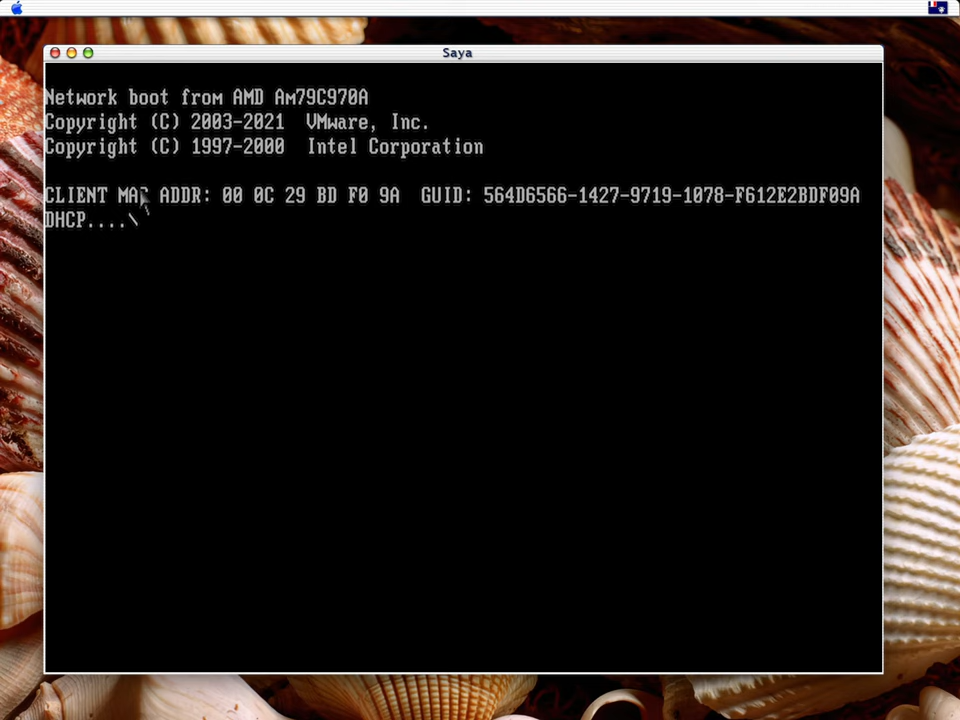 Saya
Network boot from AMD Am79C970A
Copyright (C) 2003-2021  VMware, Inc.
Copyright (C) 1997-2000  Intel Corporation
CLIENT MAC ADDR: 00 0C 29 BD F0 9A  GUID: 564D6566-1427-9719-1078-F612E2BDF09A
DHCP....\